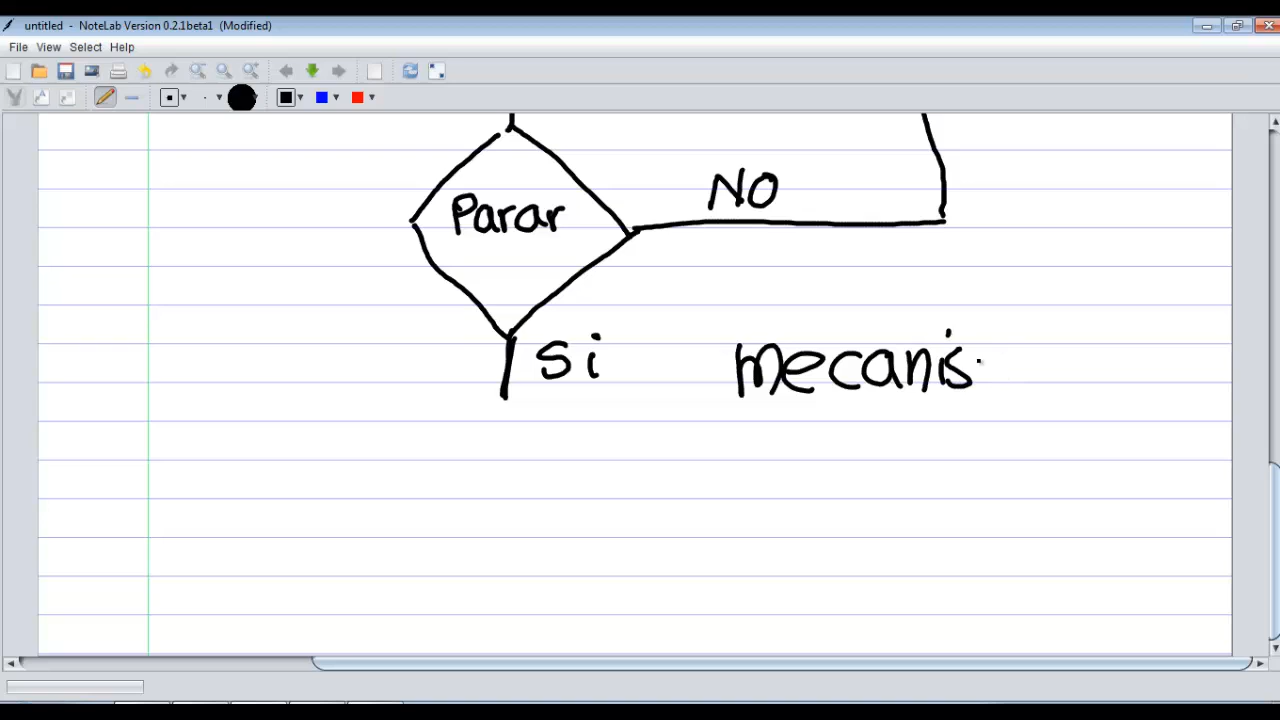 untitled - NoteLab Version 0.2.1beta1 (Modified)
File View Select Help
NO
Parar
si
mecanis